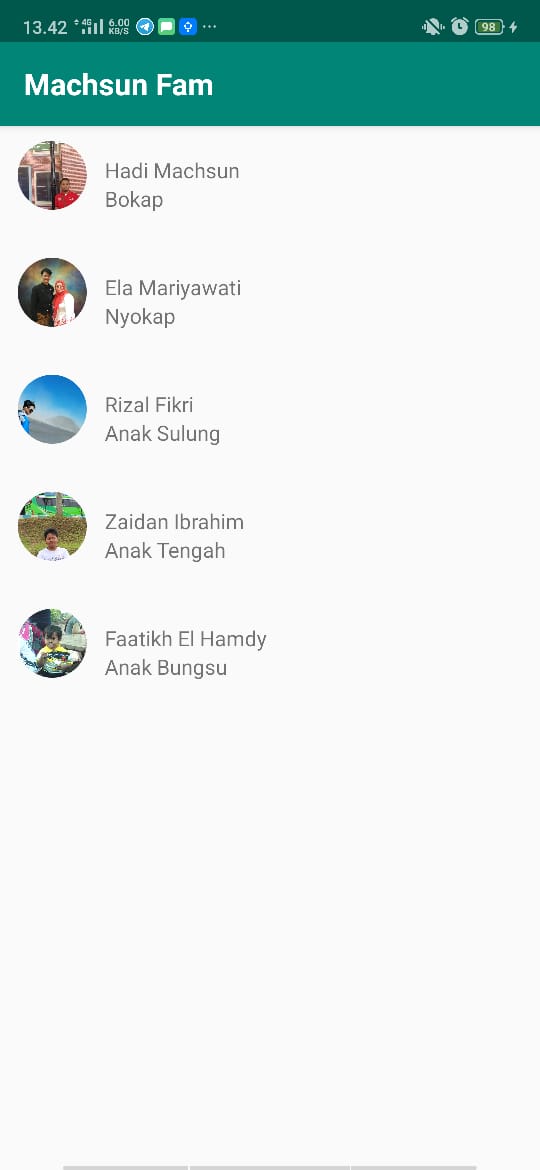 13.42 4G 6.00 KB/S 98
Machsun Fam
Hadi Machsun
Bokap
Ela Mariyawati
Nyokap
Rizal Fikri
Anak Sulung
Zaidan Ibrahim
Anak Tengah
Faatikh El Hamdy
Anak Bungsu